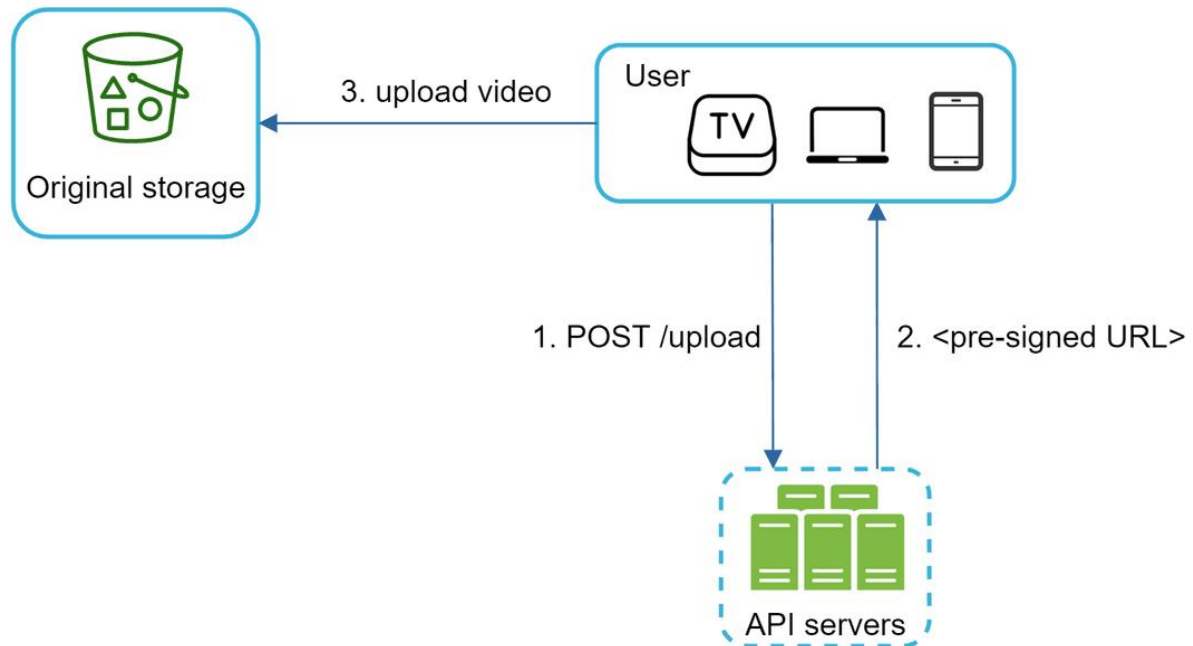 User
TV
3. upload video
Original storage
1. POST /upload
2. <pre-signed URL>
API servers